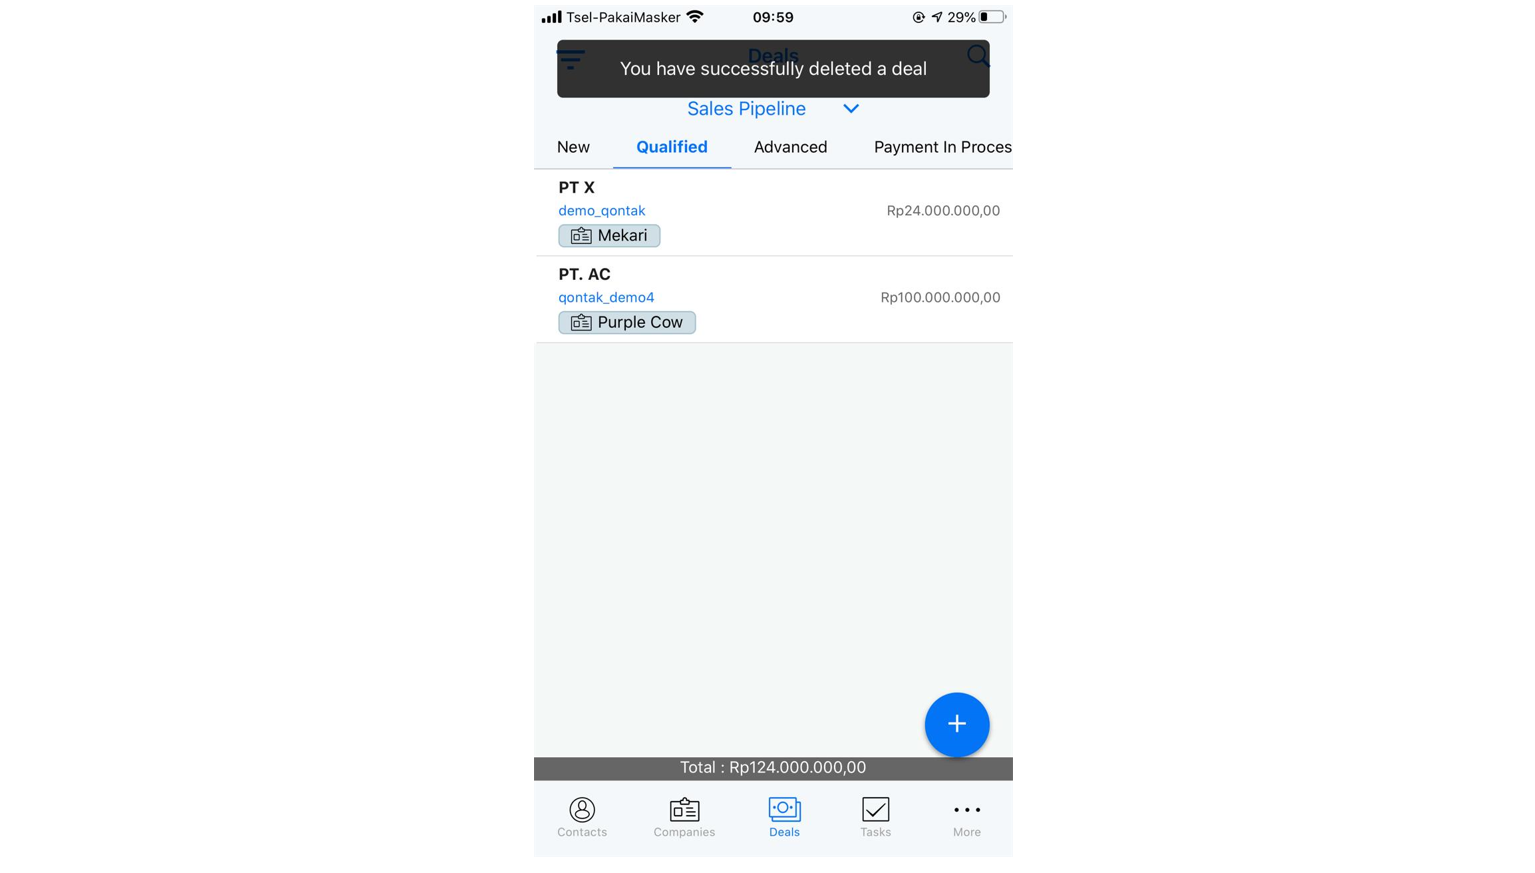 Tsel-PakaiMasker 09:59 29%
Deals
You have successfully deleted a deal
Sales Pipeline
New Qualified Advanced Payment In Proces
PT X
demo_qontak Rp24.000.000,00
Mekari
PT. AC
qontak_demo4 Rp100.000.000,00
Purple Cow
+
Total : Rp124.000.000,00
Contacts Companies Deals Tasks More